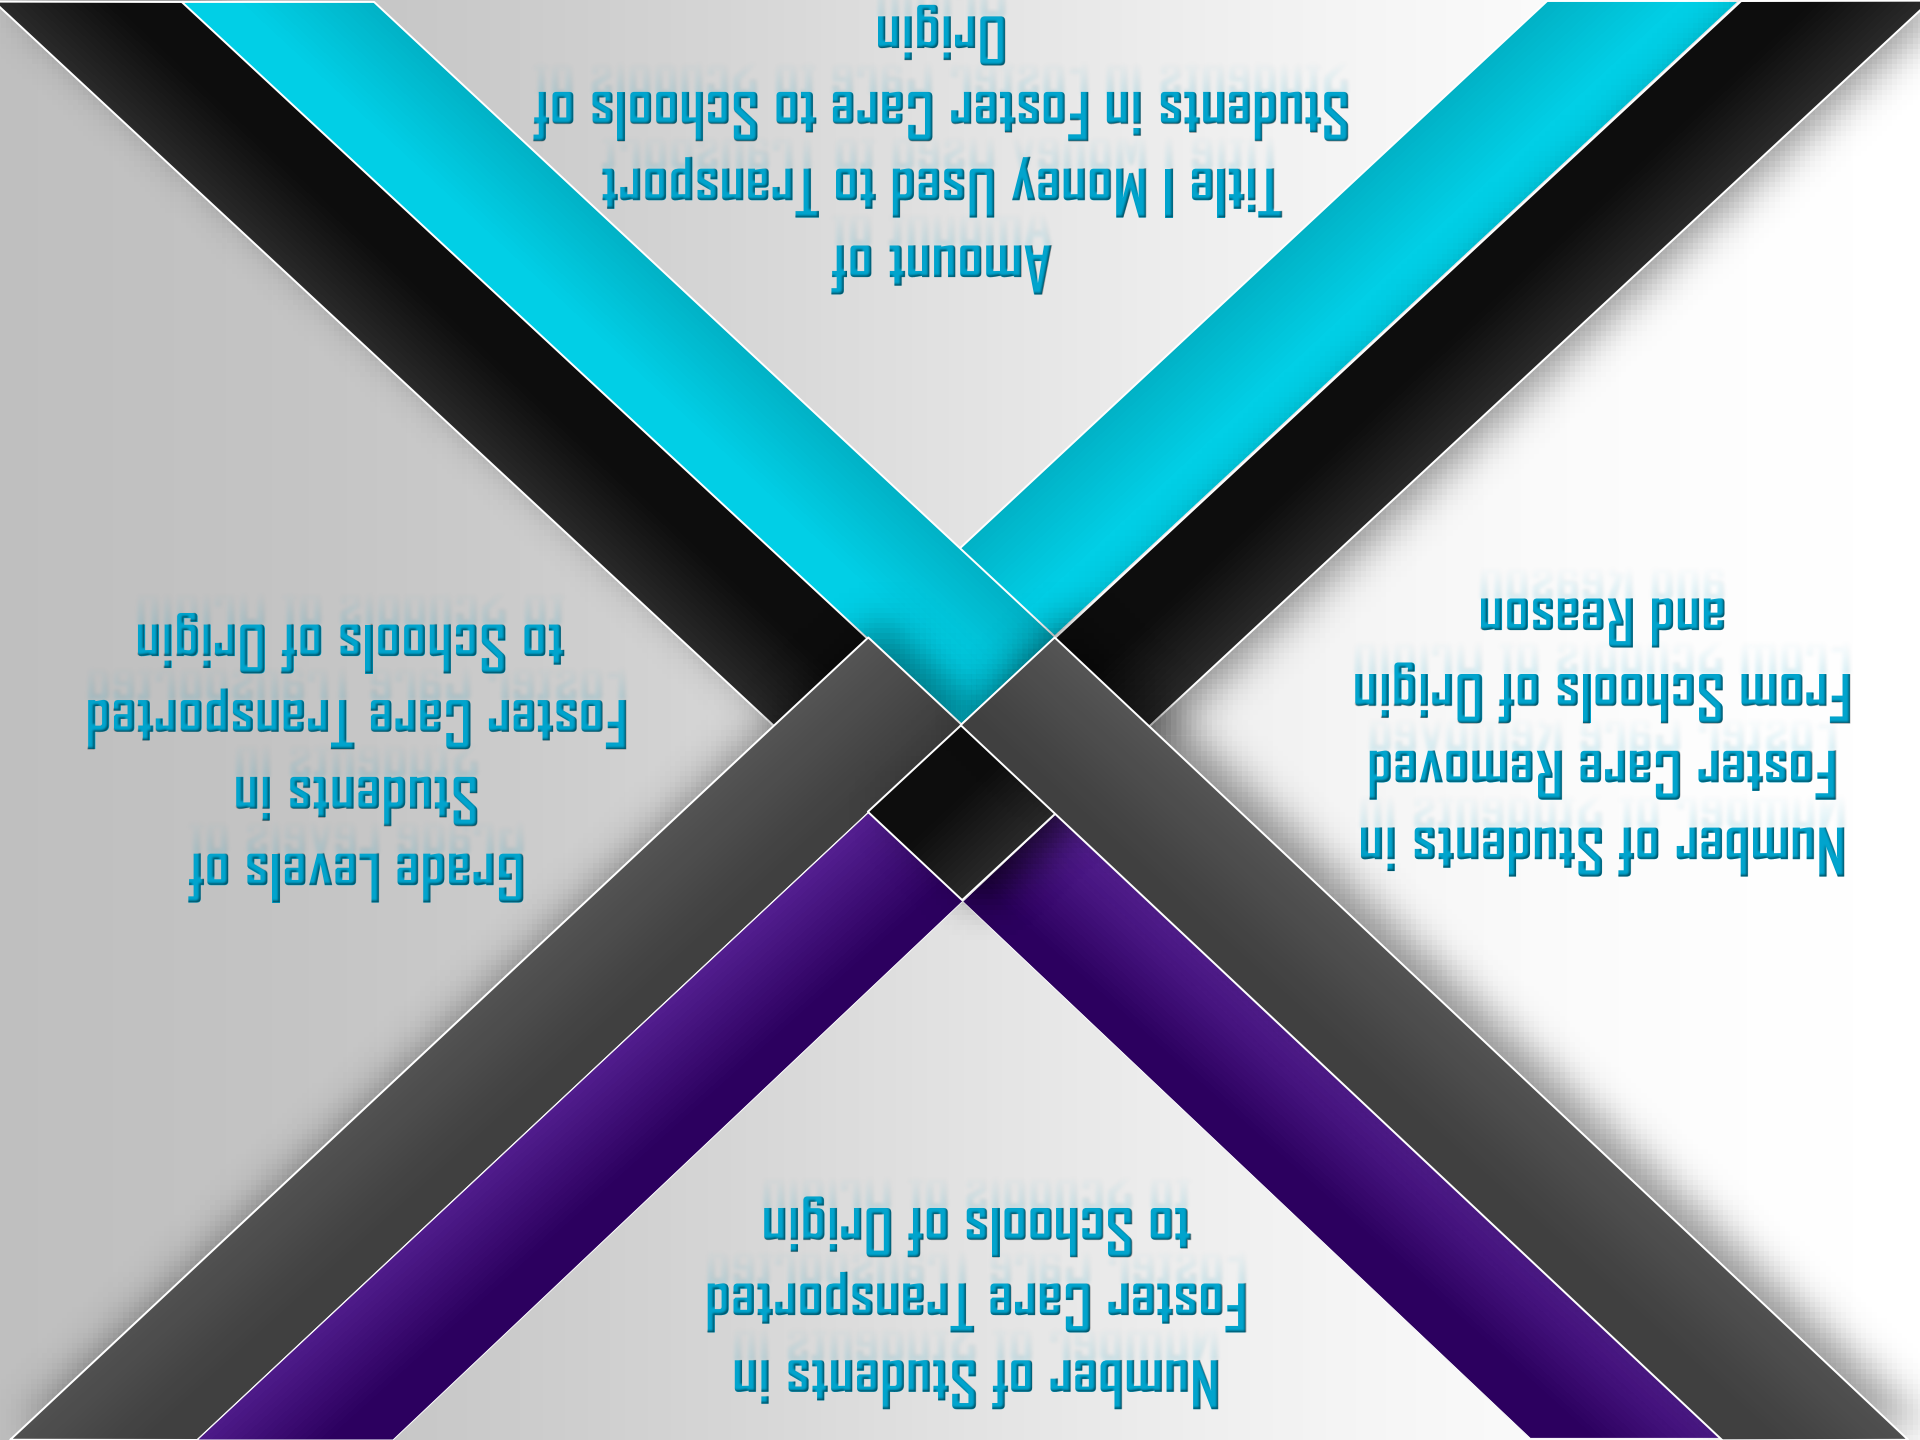 Number of Students in
Foster Care Transported
to Schools of Origin
Number of Students in
Foster Care Removed
From Schools of Origin
and Reason
Grade Levels of
Students in
Foster Care Transported
to Schools of Origin
Amount of
Title I Money Used to Transport
Students in Foster Care to Schools of
Origin